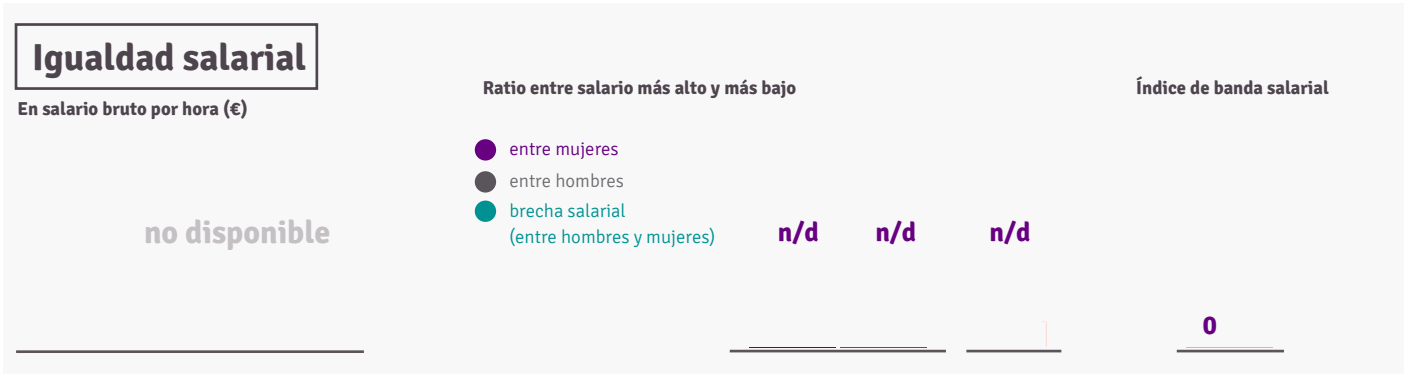 Igualdad salarial
En salario bruto por hora (€)
no disponible
Ratio entre salario más alto y más bajo
entre mujeres
entre hombres
brecha salarial
(entre hombres y mujeres)
n/d n/d n/d
Índice de banda salarial
0